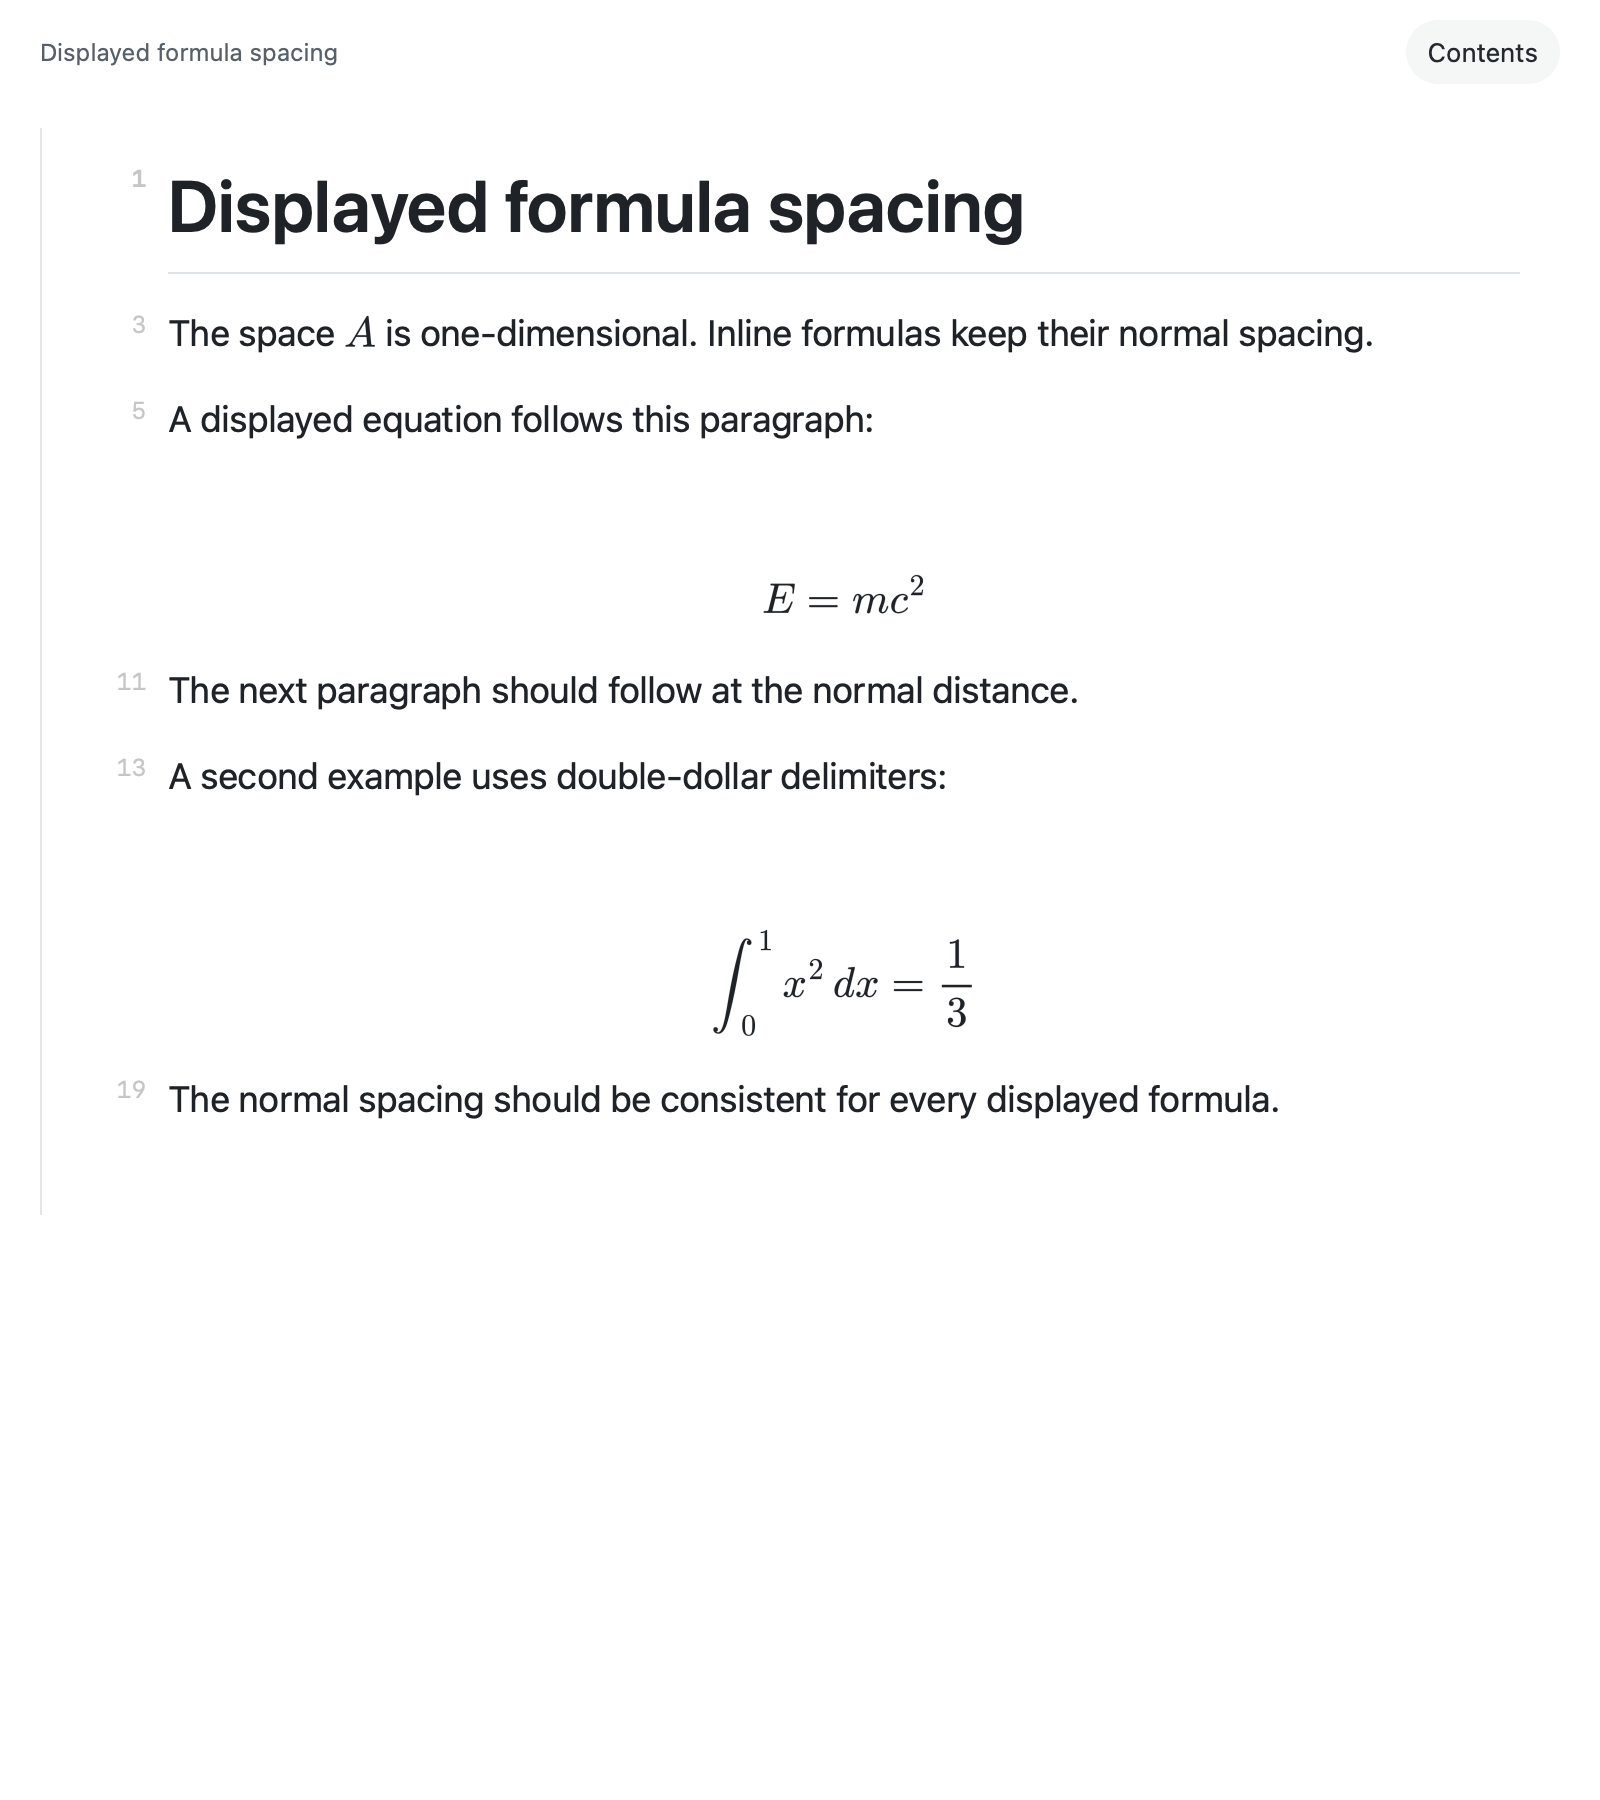 Displayed formula spacing
Contents
1 Displayed formula spacing
3 The space A is one-dimensional. Inline formulas keep their normal spacing.
5 A displayed equation follows this paragraph:
E = mc²
11 The next paragraph should follow at the normal distance.
13 A second example uses double-dollar delimiters:
∫₀¹ x² dx = 1/3
19 The normal spacing should be consistent for every displayed formula.